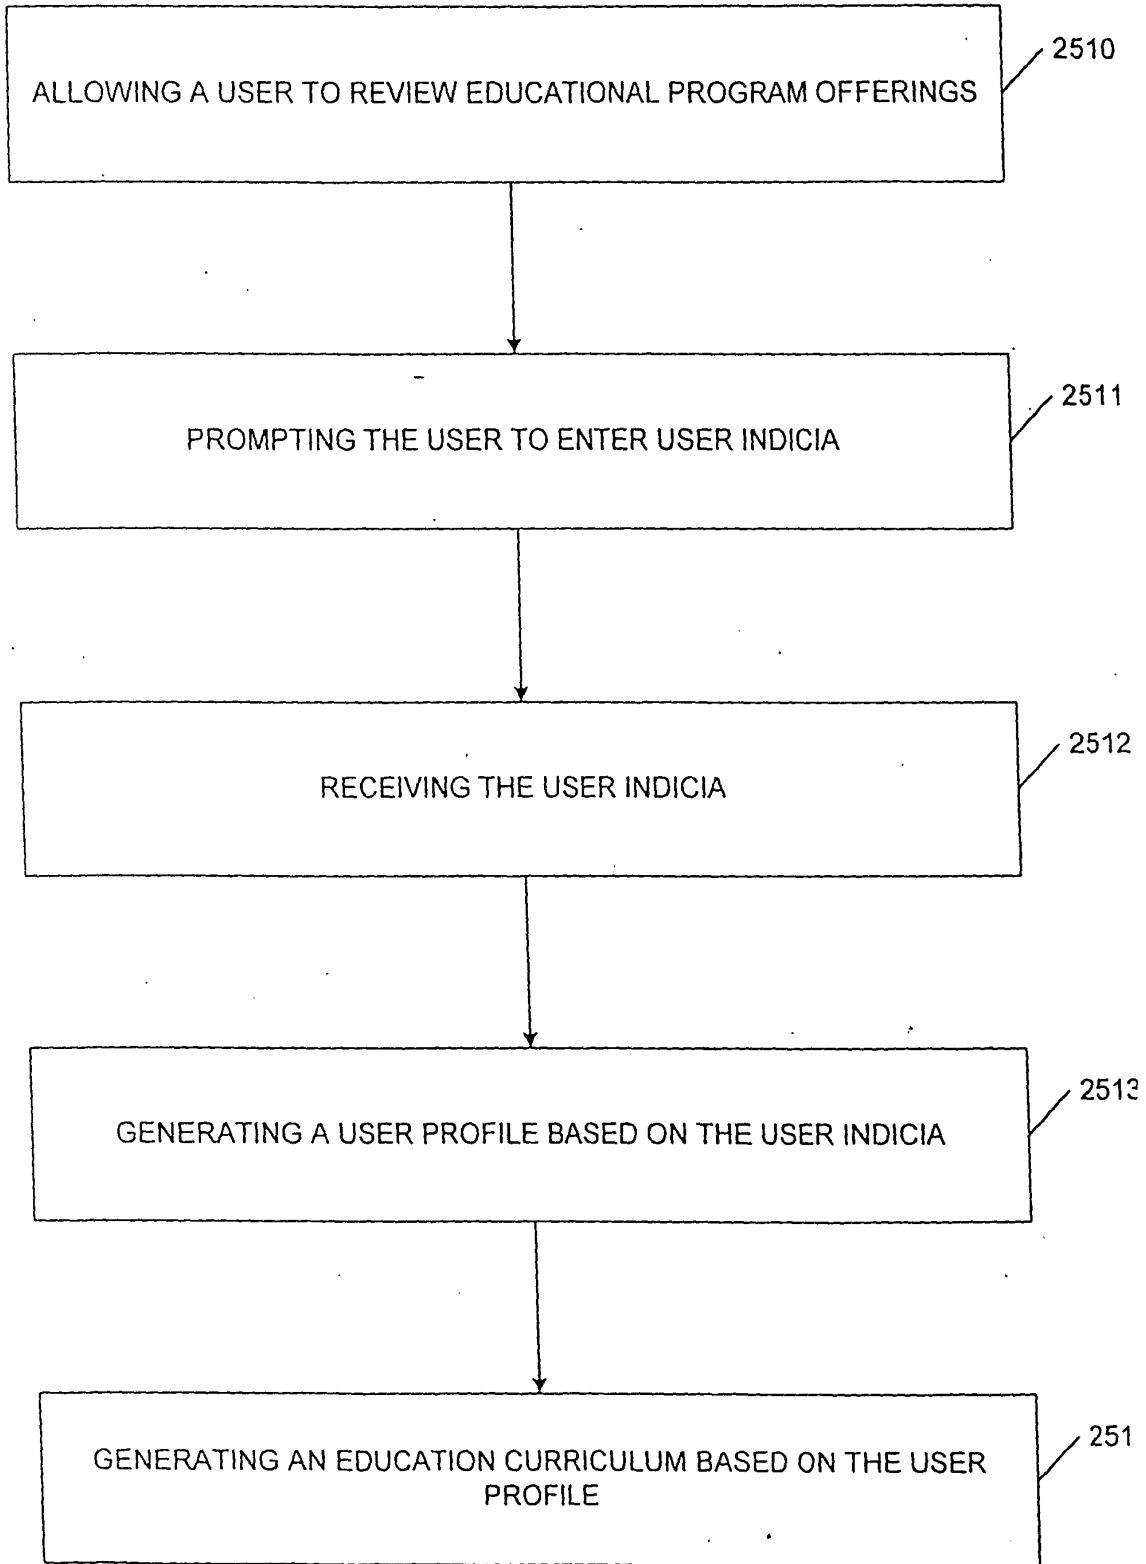 ALLOWING A USER TO REVIEW EDUCATIONAL PROGRAM OFFERINGS
2510
PROMPTING THE USER TO ENTER USER INDICIA
2511
RECEIVING THE USER INDICIA
2512
GENERATING A USER PROFILE BASED ON THE USER INDICIA
2513
GENERATING AN EDUCATION CURRICULUM BASED ON THE USER
PROFILE
251